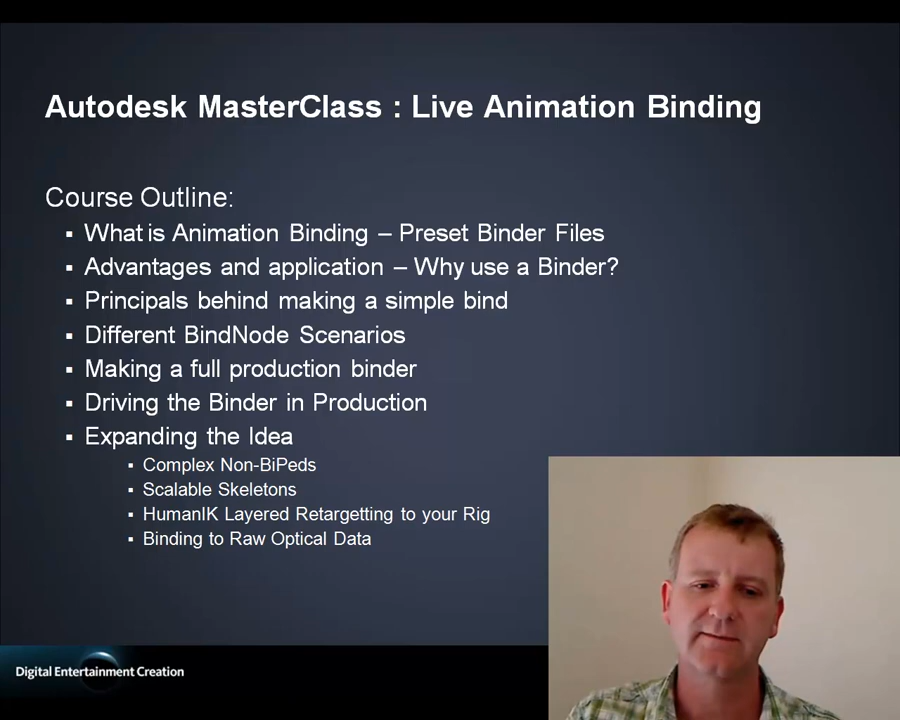 Autodesk MasterClass : Live Animation Binding
Course Outline:
▪ What is Animation Binding – Preset Binder Files
▪ Advantages and application – Why use a Binder?
▪ Principals behind making a simple bind
▪ Different BindNode Scenarios
▪ Making a full production binder
▪ Driving the Binder in Production
▪ Expanding the Idea
▪ Complex Non-BiPeds
▪ Scalable Skeletons
▪ HumanIK Layered Retargetting to your Rig
▪ Binding to Raw Optical Data
Digital Entertainment Creation